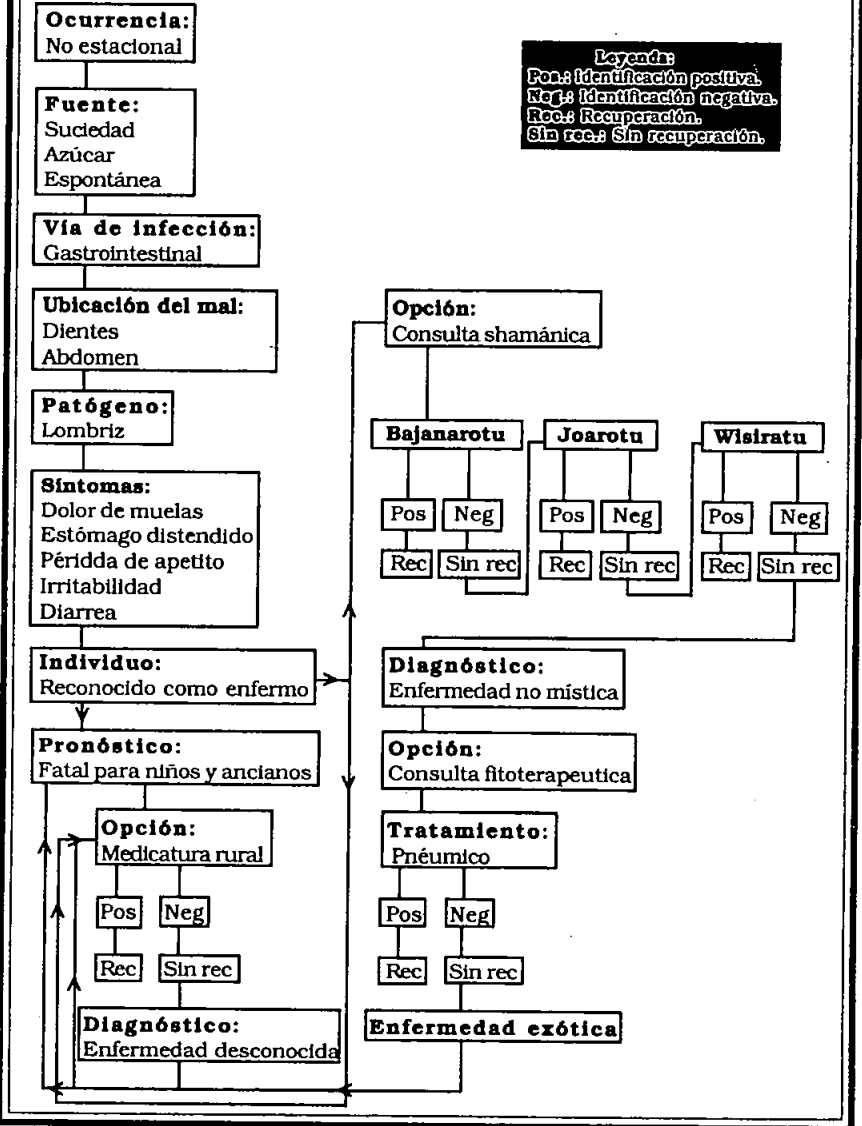 Ocurrencia:
No estacional
Leyenda:
Pos.: Identificación positiva.
Neg.: Identificación negativa.
Rec.: Recuperación.
Sin rec.: Sin recuperación.
Fuente:
Suciedad
Azúcar
Espontánea
Vía de infección:
Gastrointestinal
Ubicación del mal:
Dientes
Abdomen
Patógeno:
Lombriz
Síntomas:
Dolor de muelas
Estómago distendido
Péridda de apetito
Irritabilidad
Diarrea
Individuo:
Reconocido como enfermo
Pronóstico:
Fatal para niños y ancianos
Opción:
Medicatura rural
Pos Neg
Rec Sin rec
Diagnóstico:
Enfermedad desconocida
Opción:
Consulta shamánica
Bajanarotu Joarotu Wisiratu
Pos Neg Pos Neg Pos Neg
Rec Sin rec Rec Sin rec Rec Sin rec
Diagnóstico:
Enfermedad no mística
Opción:
Consulta fitoterapeutica
Tratamiento:
Pnéumico
Pos Neg
Rec Sin rec
Enfermedad exótica